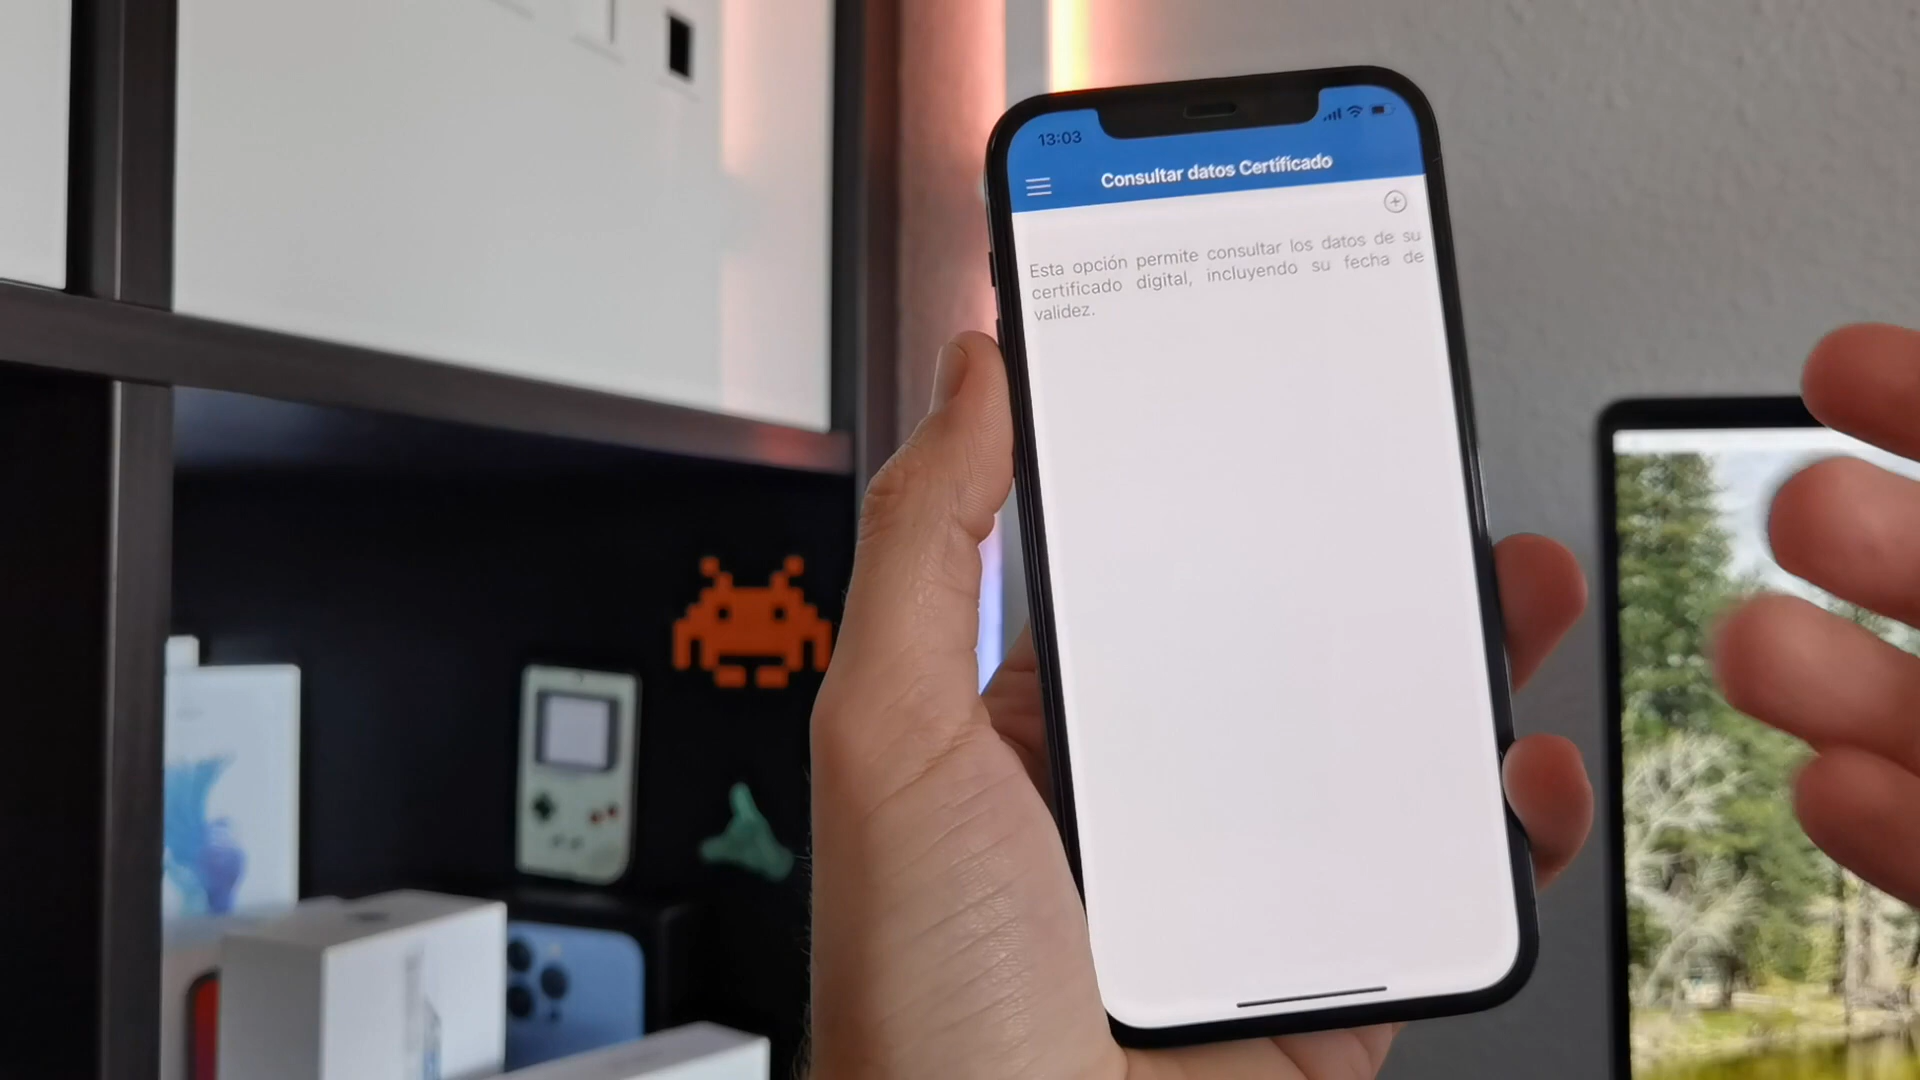 13:03
Consultar datos Certificado
Esta opción permite consultar los datos de su
certificado digital, incluyendo su fecha de
validez.